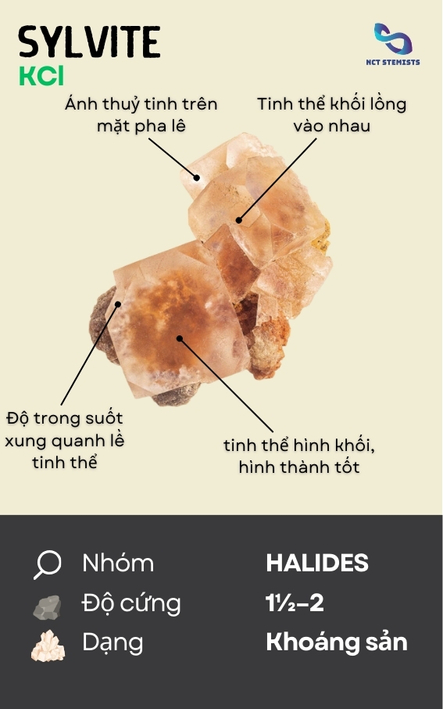 SYLVITE
KCl
NCT STEMISTS
Ánh thuỷ tinh trên
mặt pha lê
Tinh thể khối lồng
vào nhau
Độ trong suốt
xung quanh lề
tinh thể
tinh thể hình khối,
hình thành tốt
Nhóm HALIDES
Độ cứng 1½–2
Dạng Khoáng sản